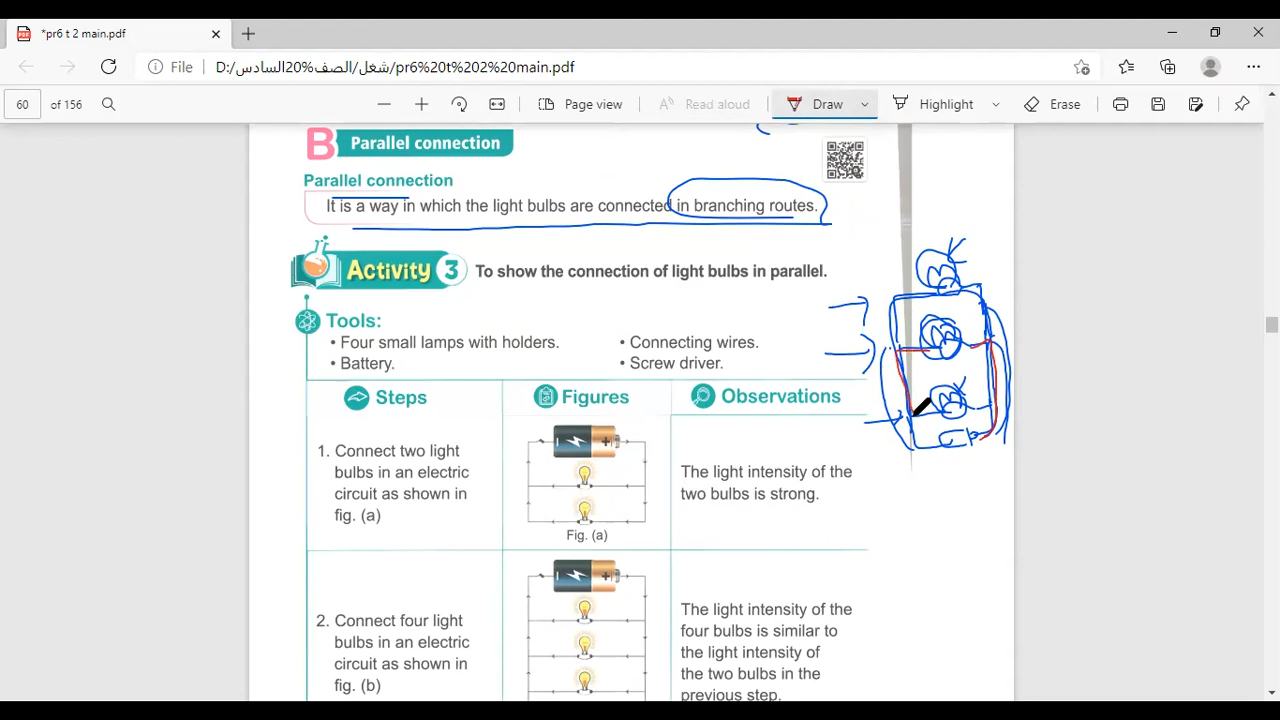 *pr6 t 2 main.pdf
File
D:/شغل/الصف%20السادس/pr6%20t%202%20main.pdf
60 of 156
Page view
Read aloud
Draw
Highlight
Erase
B Parallel connection
Parallel connection
It is a way in which the light bulbs are connected in branching routes.
Activity 3 To show the connection of light bulbs in parallel.
Tools:
• Four small lamps with holders.
• Connecting wires.
• Battery.
• Screw driver.
Steps
Figures
Observations
1. Connect two light
bulbs in an electric
circuit as shown in
fig. (a)
Fig. (a)
The light intensity of the
two bulbs is strong.
2. Connect four light
bulbs in an electric
circuit as shown in
fig. (b)
The light intensity of the
four bulbs is similar to
the light intensity of
the two bulbs in the
previous step.